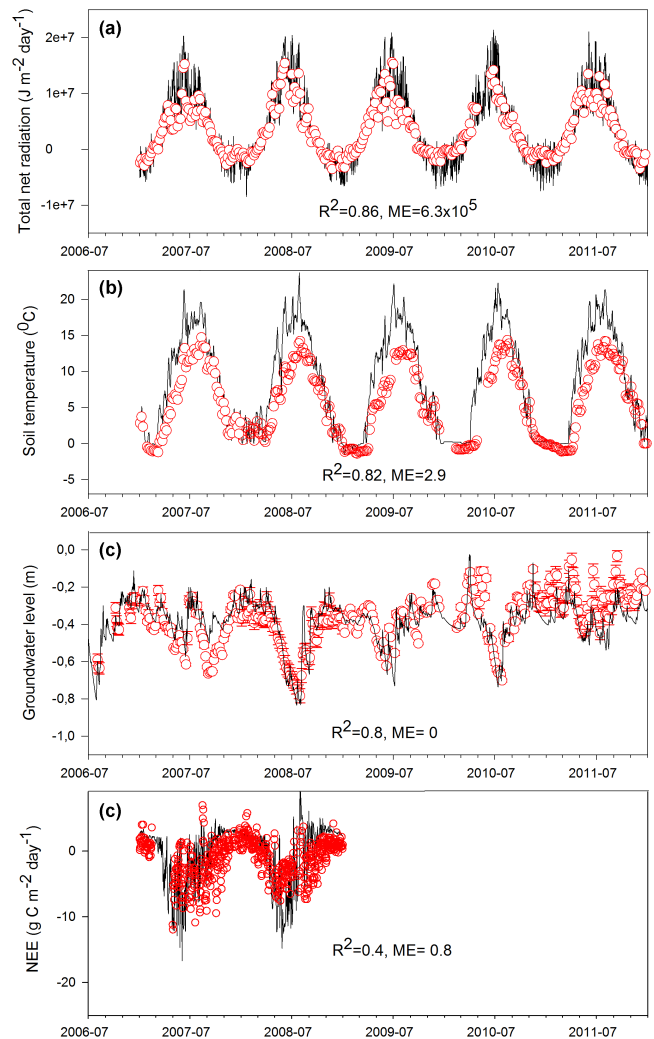 (a)
Total net radiation (J m-2 day-1)
2e+7
1e+7
0
-1e+7
R2=0.86, ME=6.3x105
2006-07 2007-07 2008-07 2009-07 2010-07 2011-07
(b)
Soil temperature (0C)
20
15
10
5
0
-5
R2=0.82, ME=2.9
2006-07 2007-07 2008-07 2009-07 2010-07 2011-07
(c)
Groundwater level (m)
0,0
-0,2
-0,4
-0,6
-0,8
-1,0
R2=0.8, ME= 0
2006-07 2007-07 2008-07 2009-07 2010-07 2011-07
(c)
NEE (g C m-2 day-1)
0
-10
-20
R2=0.4, ME= 0.8
2006-07 2007-07 2008-07 2009-07 2010-07 2011-07